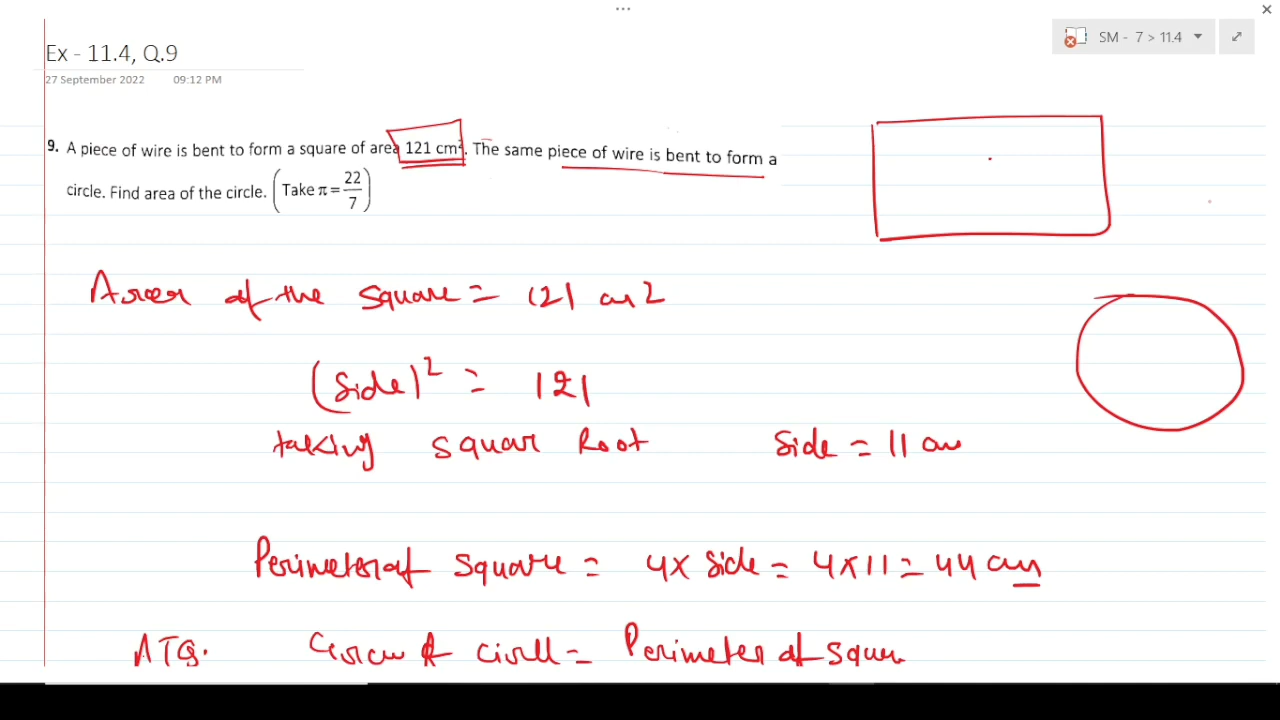 ...
SM - 7 > 11.4
Ex - 11.4, Q.9
27 September 2022 09:12 PM
9. A piece of wire is bent to form a square of area 121 cm². The same piece of wire is bent to form a
circle. Find area of the circle. (Take π = 22/7)
Area of the square = 121 cm2
(side)² = 121
taking square Root side = 11 cm
Perimeter of square = 4x side = 4x11 = 44 cm
ATQ. Circum of circle = Perimeter of square